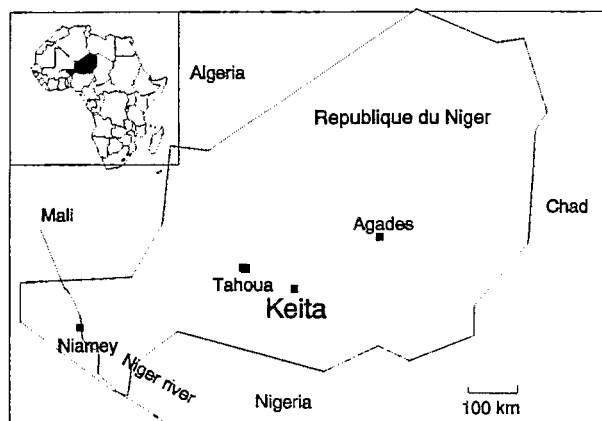 Algeria
Republique du Niger
Mali
Agades
Chad
Tahoua
Keita
Niamey
Niger river
Nigeria
100 km